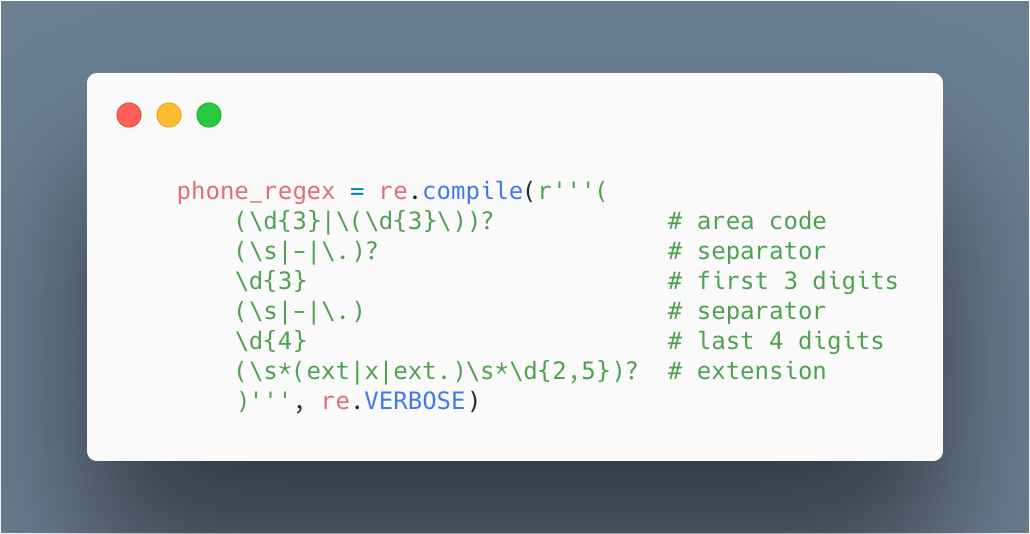 phone_regex = re.compile(r'''(
    (\d{3}|\(\d{3}\))?            # area code
    (\s|-|\.)?                    # separator
    \d{3}                         # first 3 digits
    (\s|-|\.)                     # separator
    \d{4}                         # last 4 digits
    (\s*(ext|x|ext.)\s*\d{2,5})?  # extension
    )''', re.VERBOSE)